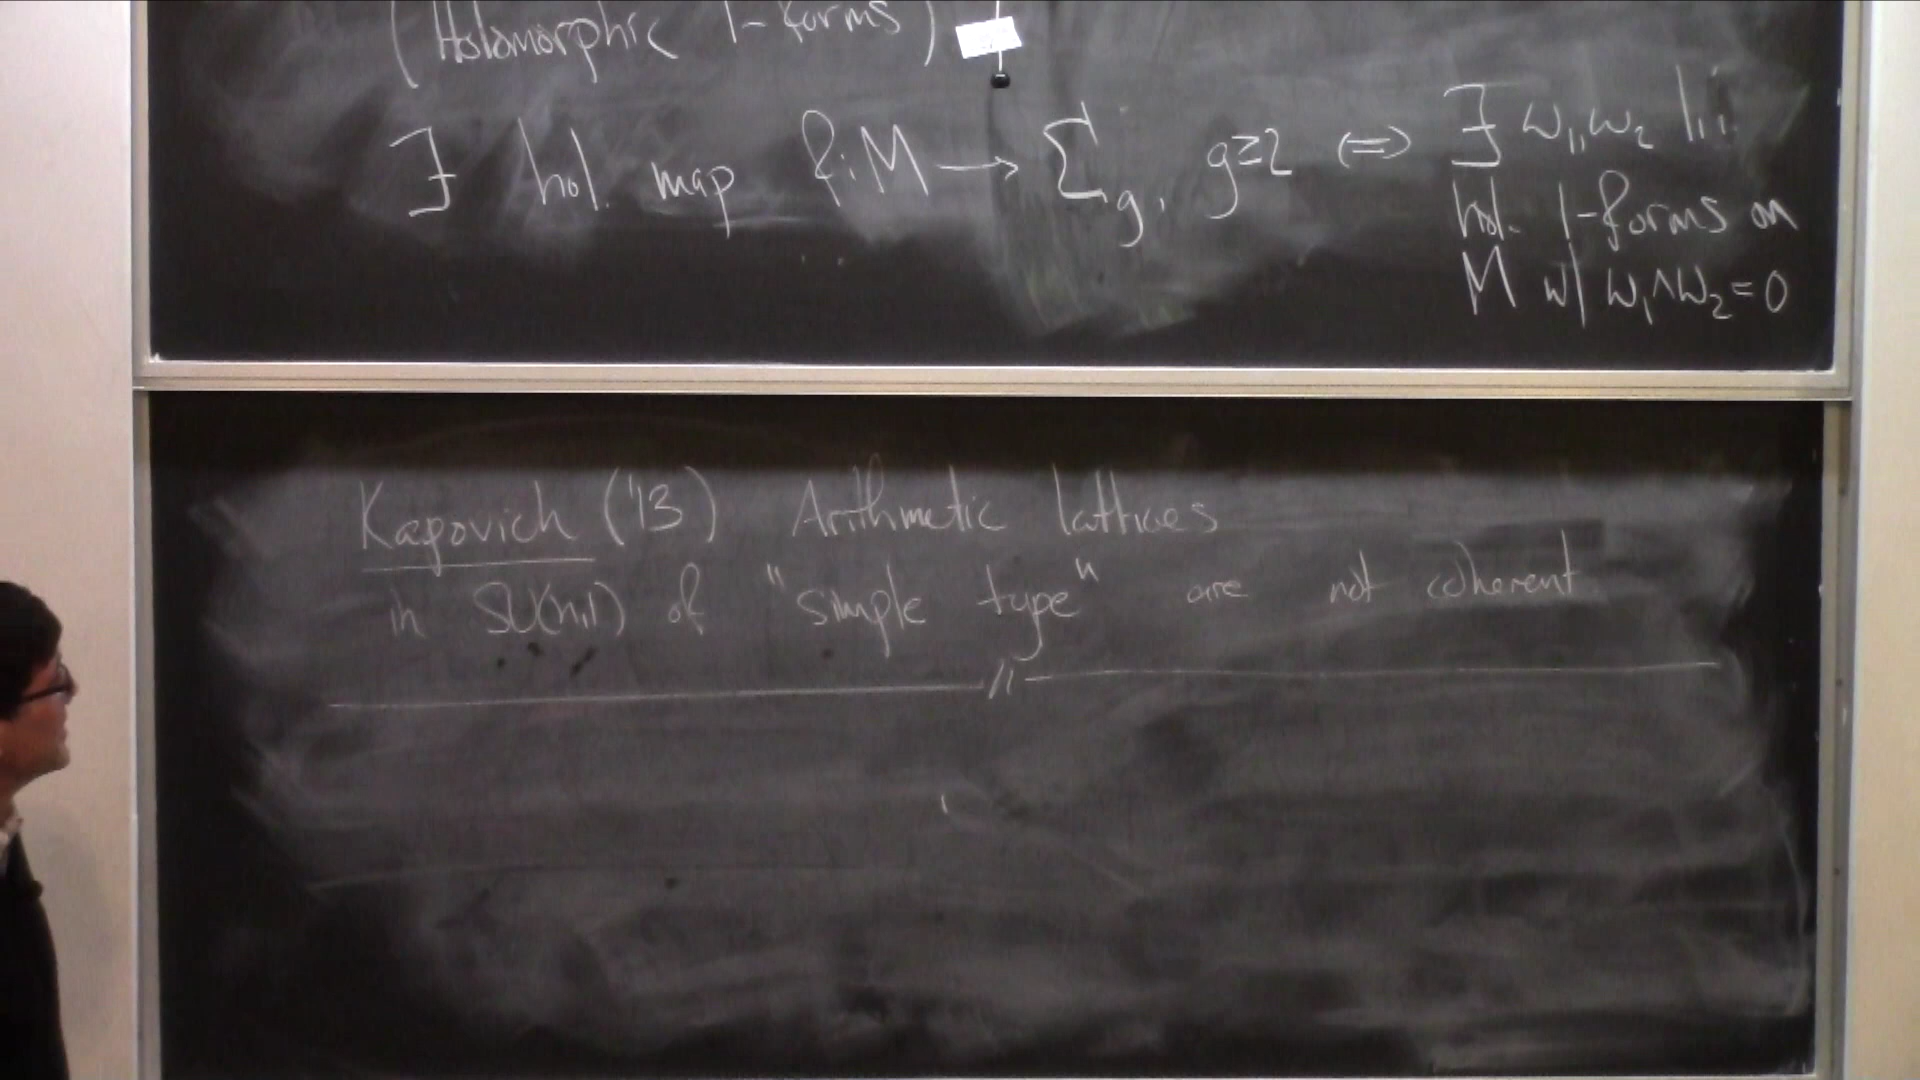 (Holomorphic 1-forms)
∃ hol. map f: M → Σ_g, g≥2 ⇔ ∃ ω₁, ω₂ l.i.
hol. 1-forms on
M w/ ω₁∧ω₂=0
Kapovich ('13) Arithmetic lattices
in SU(n,1) of "simple type" are not coherent